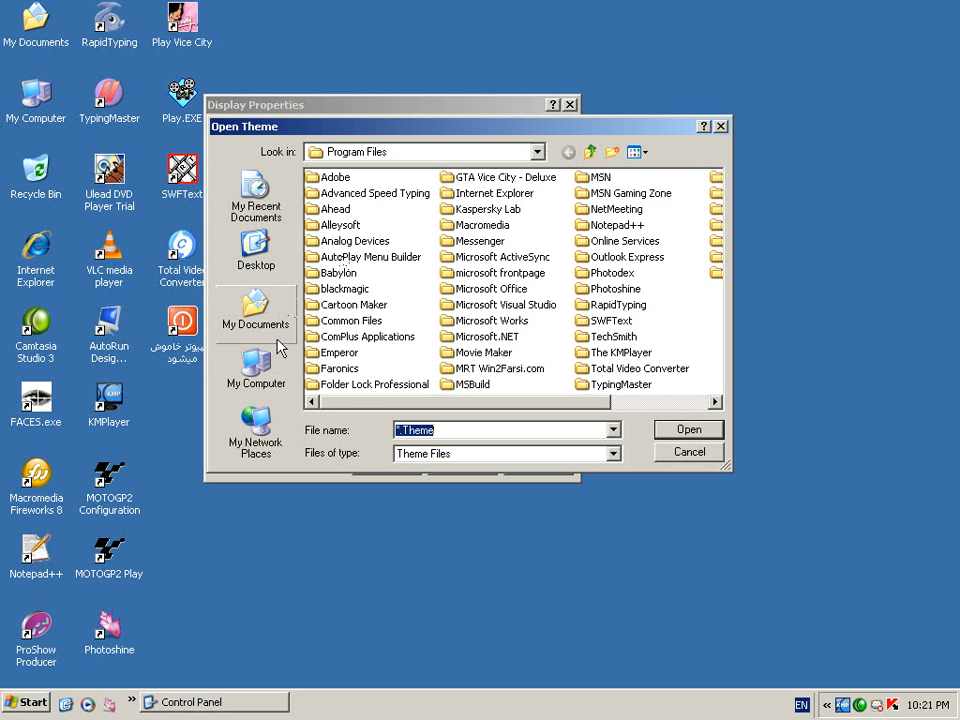 My Documents
RapidTyping
Play Vice City
My Computer
TypingMaster
Play.EXE
Recycle Bin
Ulead DVD
Player Trial
SWFText
Internet
Explorer
VLC media
player
Total Video
Converter
Camtasia
Studio 3
AutoRun
Desig...
خاموش
میشود
FACES.exe
KMPlayer
Macromedia
Fireworks 8
MOTOGP2
Configuration
Notepad++
MOTOGP2 Play
ProShow
Producer
Photoshine
Display Properties
Open Theme
Look in:
Program Files
My Recent
Documents
Desktop
My Documents
My Computer
My Network
Places
Adobe
Advanced Speed Typing
Ahead
Alleysoft
Analog Devices
AutoPlay Menu Builder
Babylon
blackmagic
Cartoon Maker
Common Files
ComPlus Applications
Emperor
Faronics
Folder Lock Professional
GTA Vice City - Deluxe
Internet Explorer
Kaspersky Lab
Macromedia
Messenger
Microsoft ActiveSync
microsoft frontpage
Microsoft Office
Microsoft Visual Studio
Microsoft Works
Microsoft.NET
Movie Maker
MRT Win2Farsi.com
MSBuild
MSN
MSN Gaming Zone
NetMeeting
Notepad++
Online Services
Outlook Express
Photodex
Photoshine
RapidTyping
SWFText
TechSmith
The KMPlayer
Total Video Converter
TypingMaster
File name:
*.Theme
Open
Files of type:
Theme Files
Cancel
Start
Control Panel
EN
KMP
10:21 PM